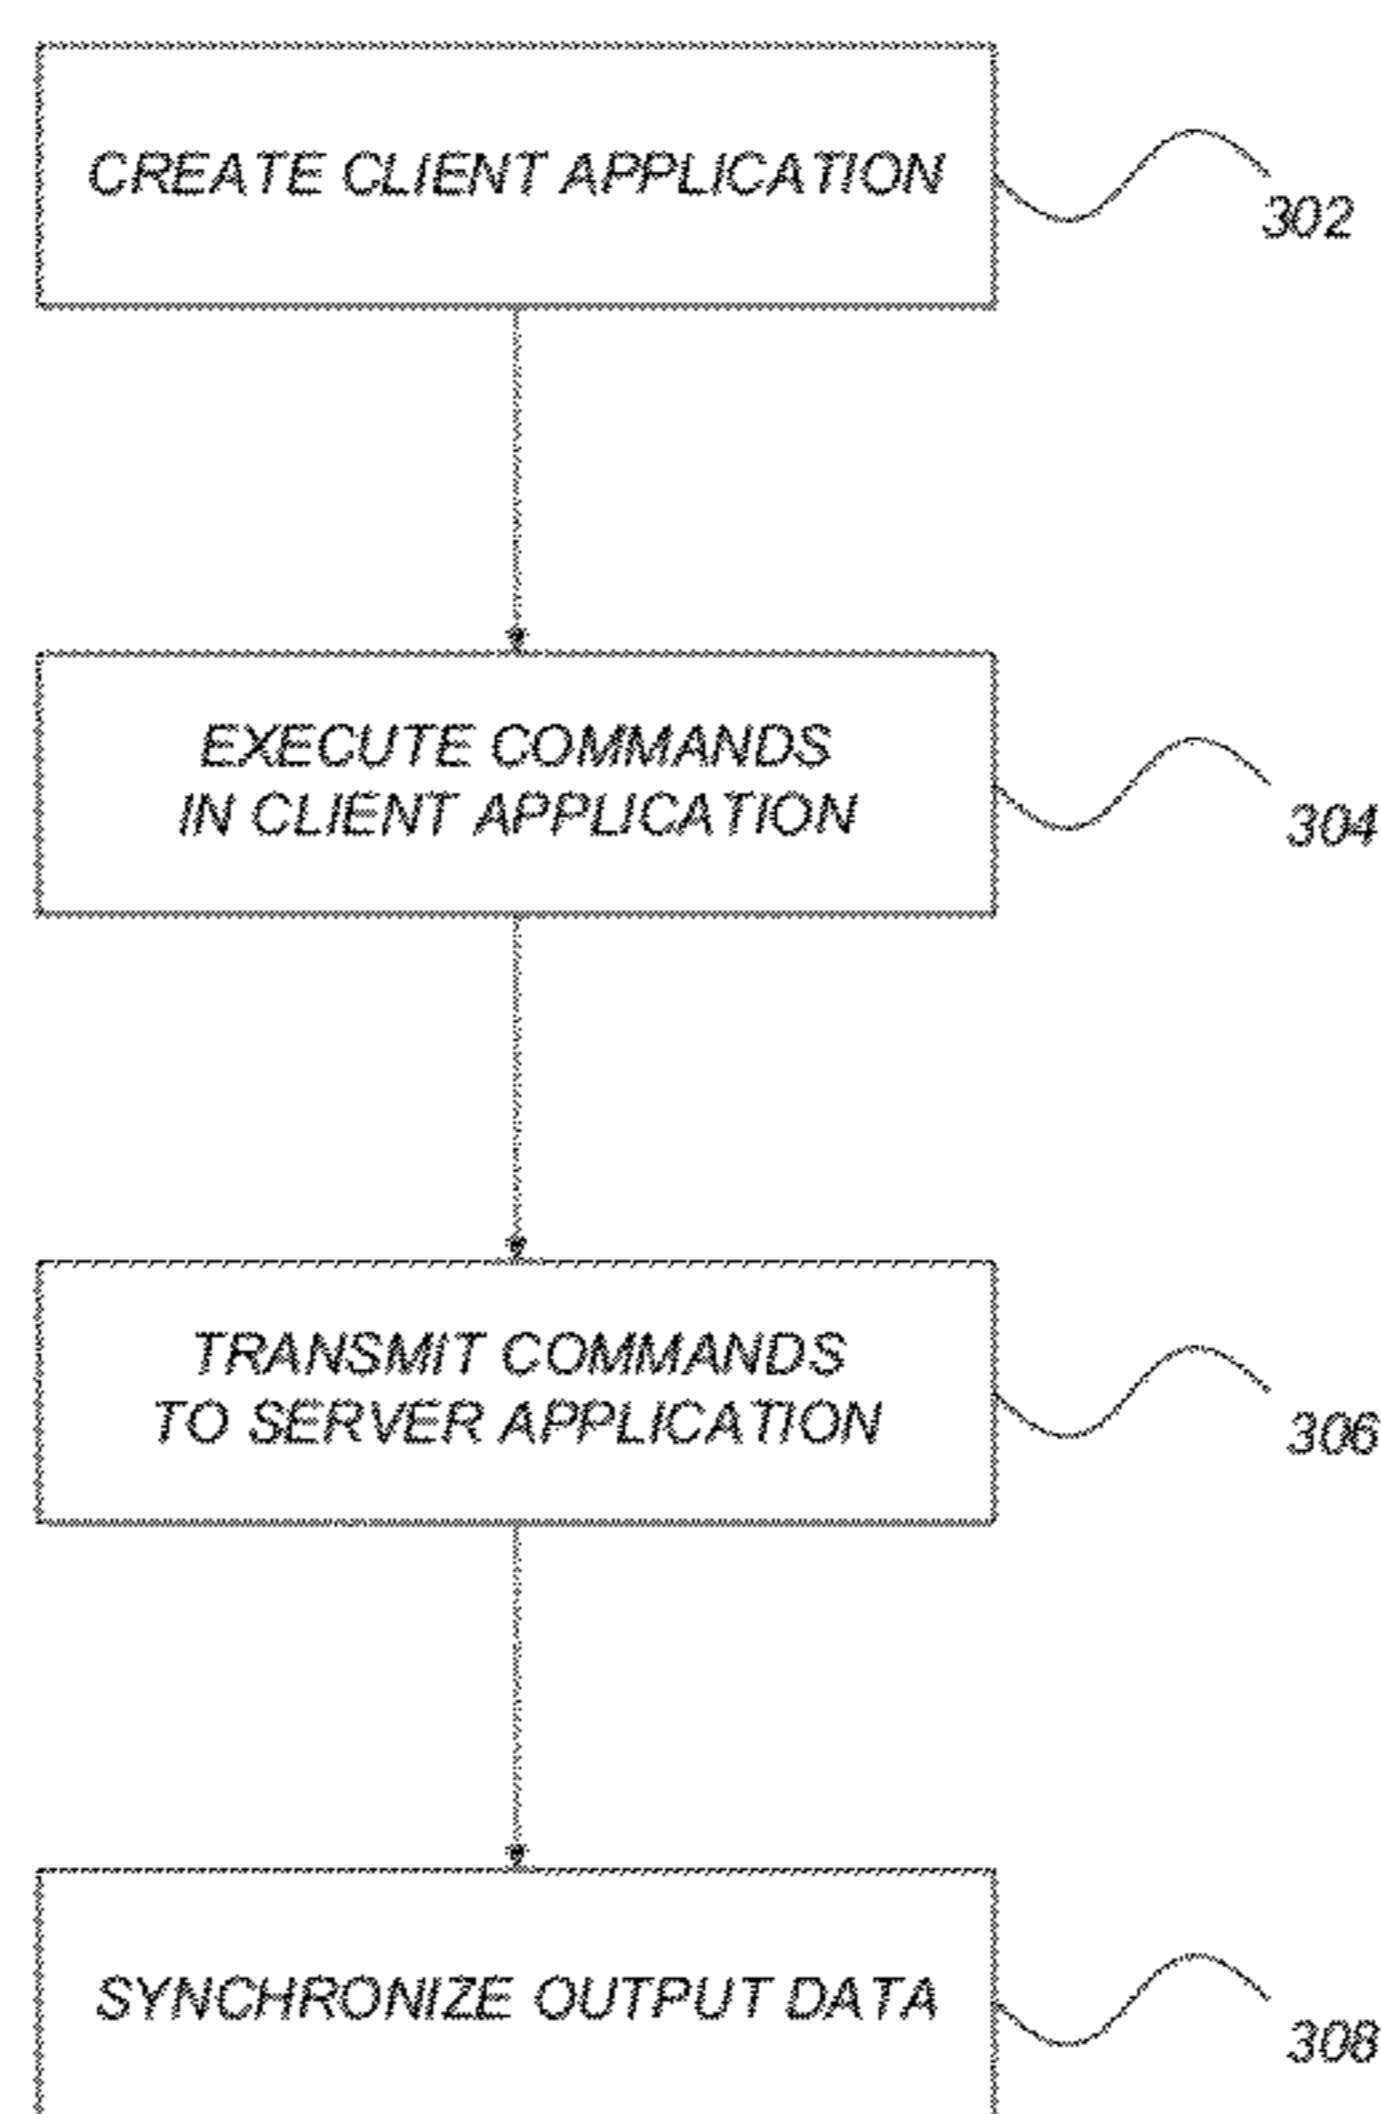 CREATE CLIENT APPLICATION
302
EXECUTE COMMANDS
IN CLIENT APPLICATION
304
TRANSMIT COMMANDS
TO SERVER APPLICATION
306
SYNCHRONIZE OUTPUT DATA
308